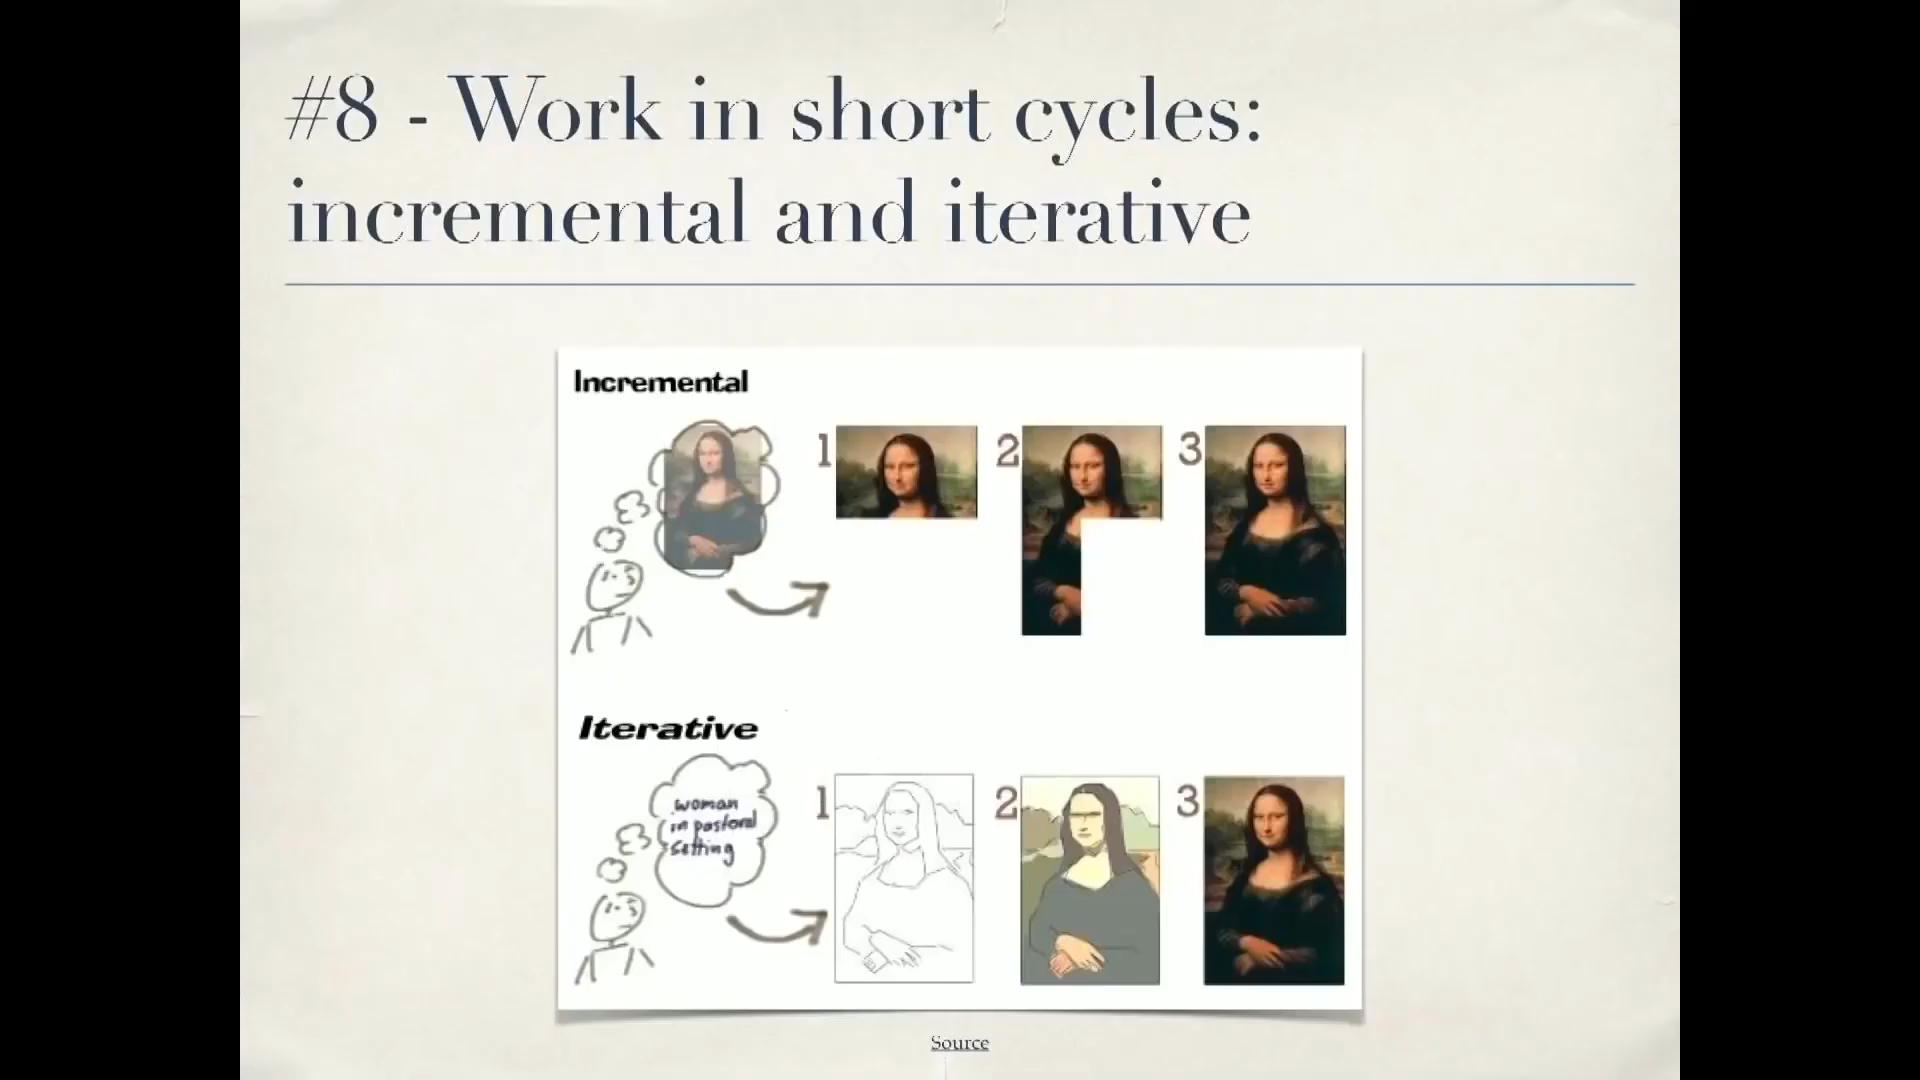 #8 - Work in short cycles:
incremental and iterative
Incremental
1
2
3
Iterative
woman
in pastoral
setting
1
2
3
Source